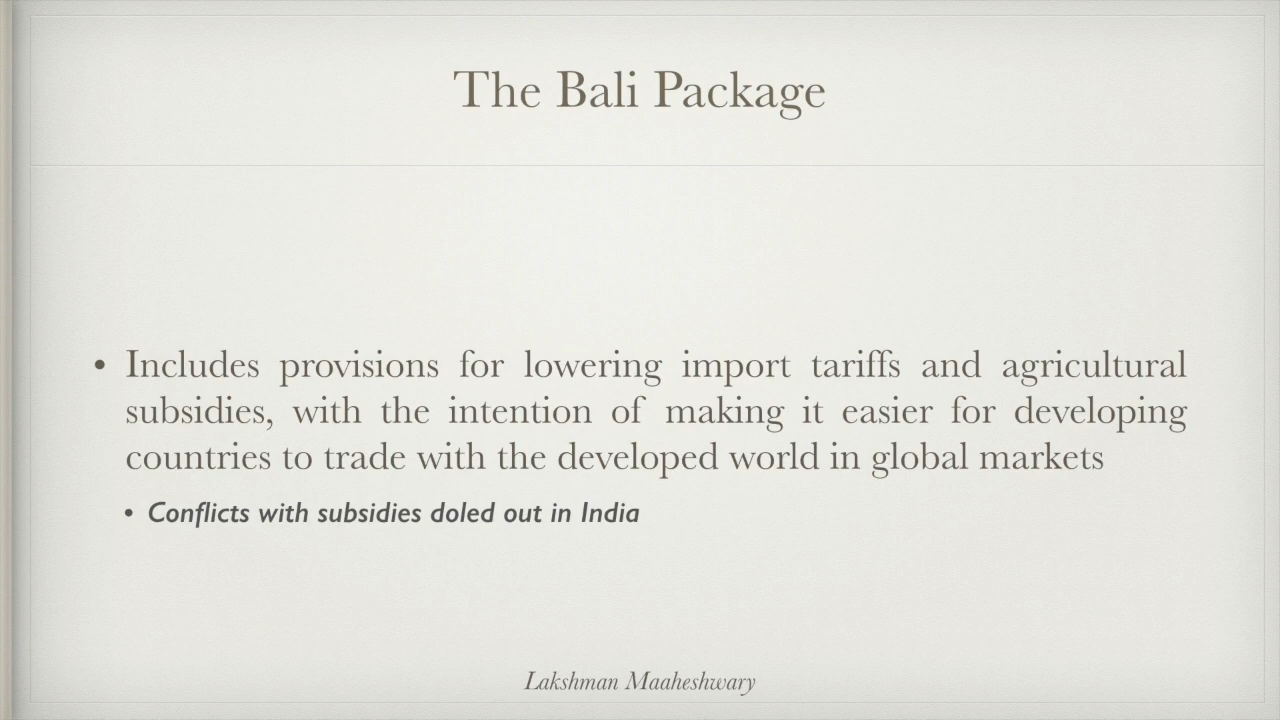 The Bali Package
• Includes provisions for lowering import tariffs and agricultural
subsidies, with the intention of making it easier for developing
countries to trade with the developed world in global markets
• Conflicts with subsidies doled out in India
Lakshman Maaheshwary